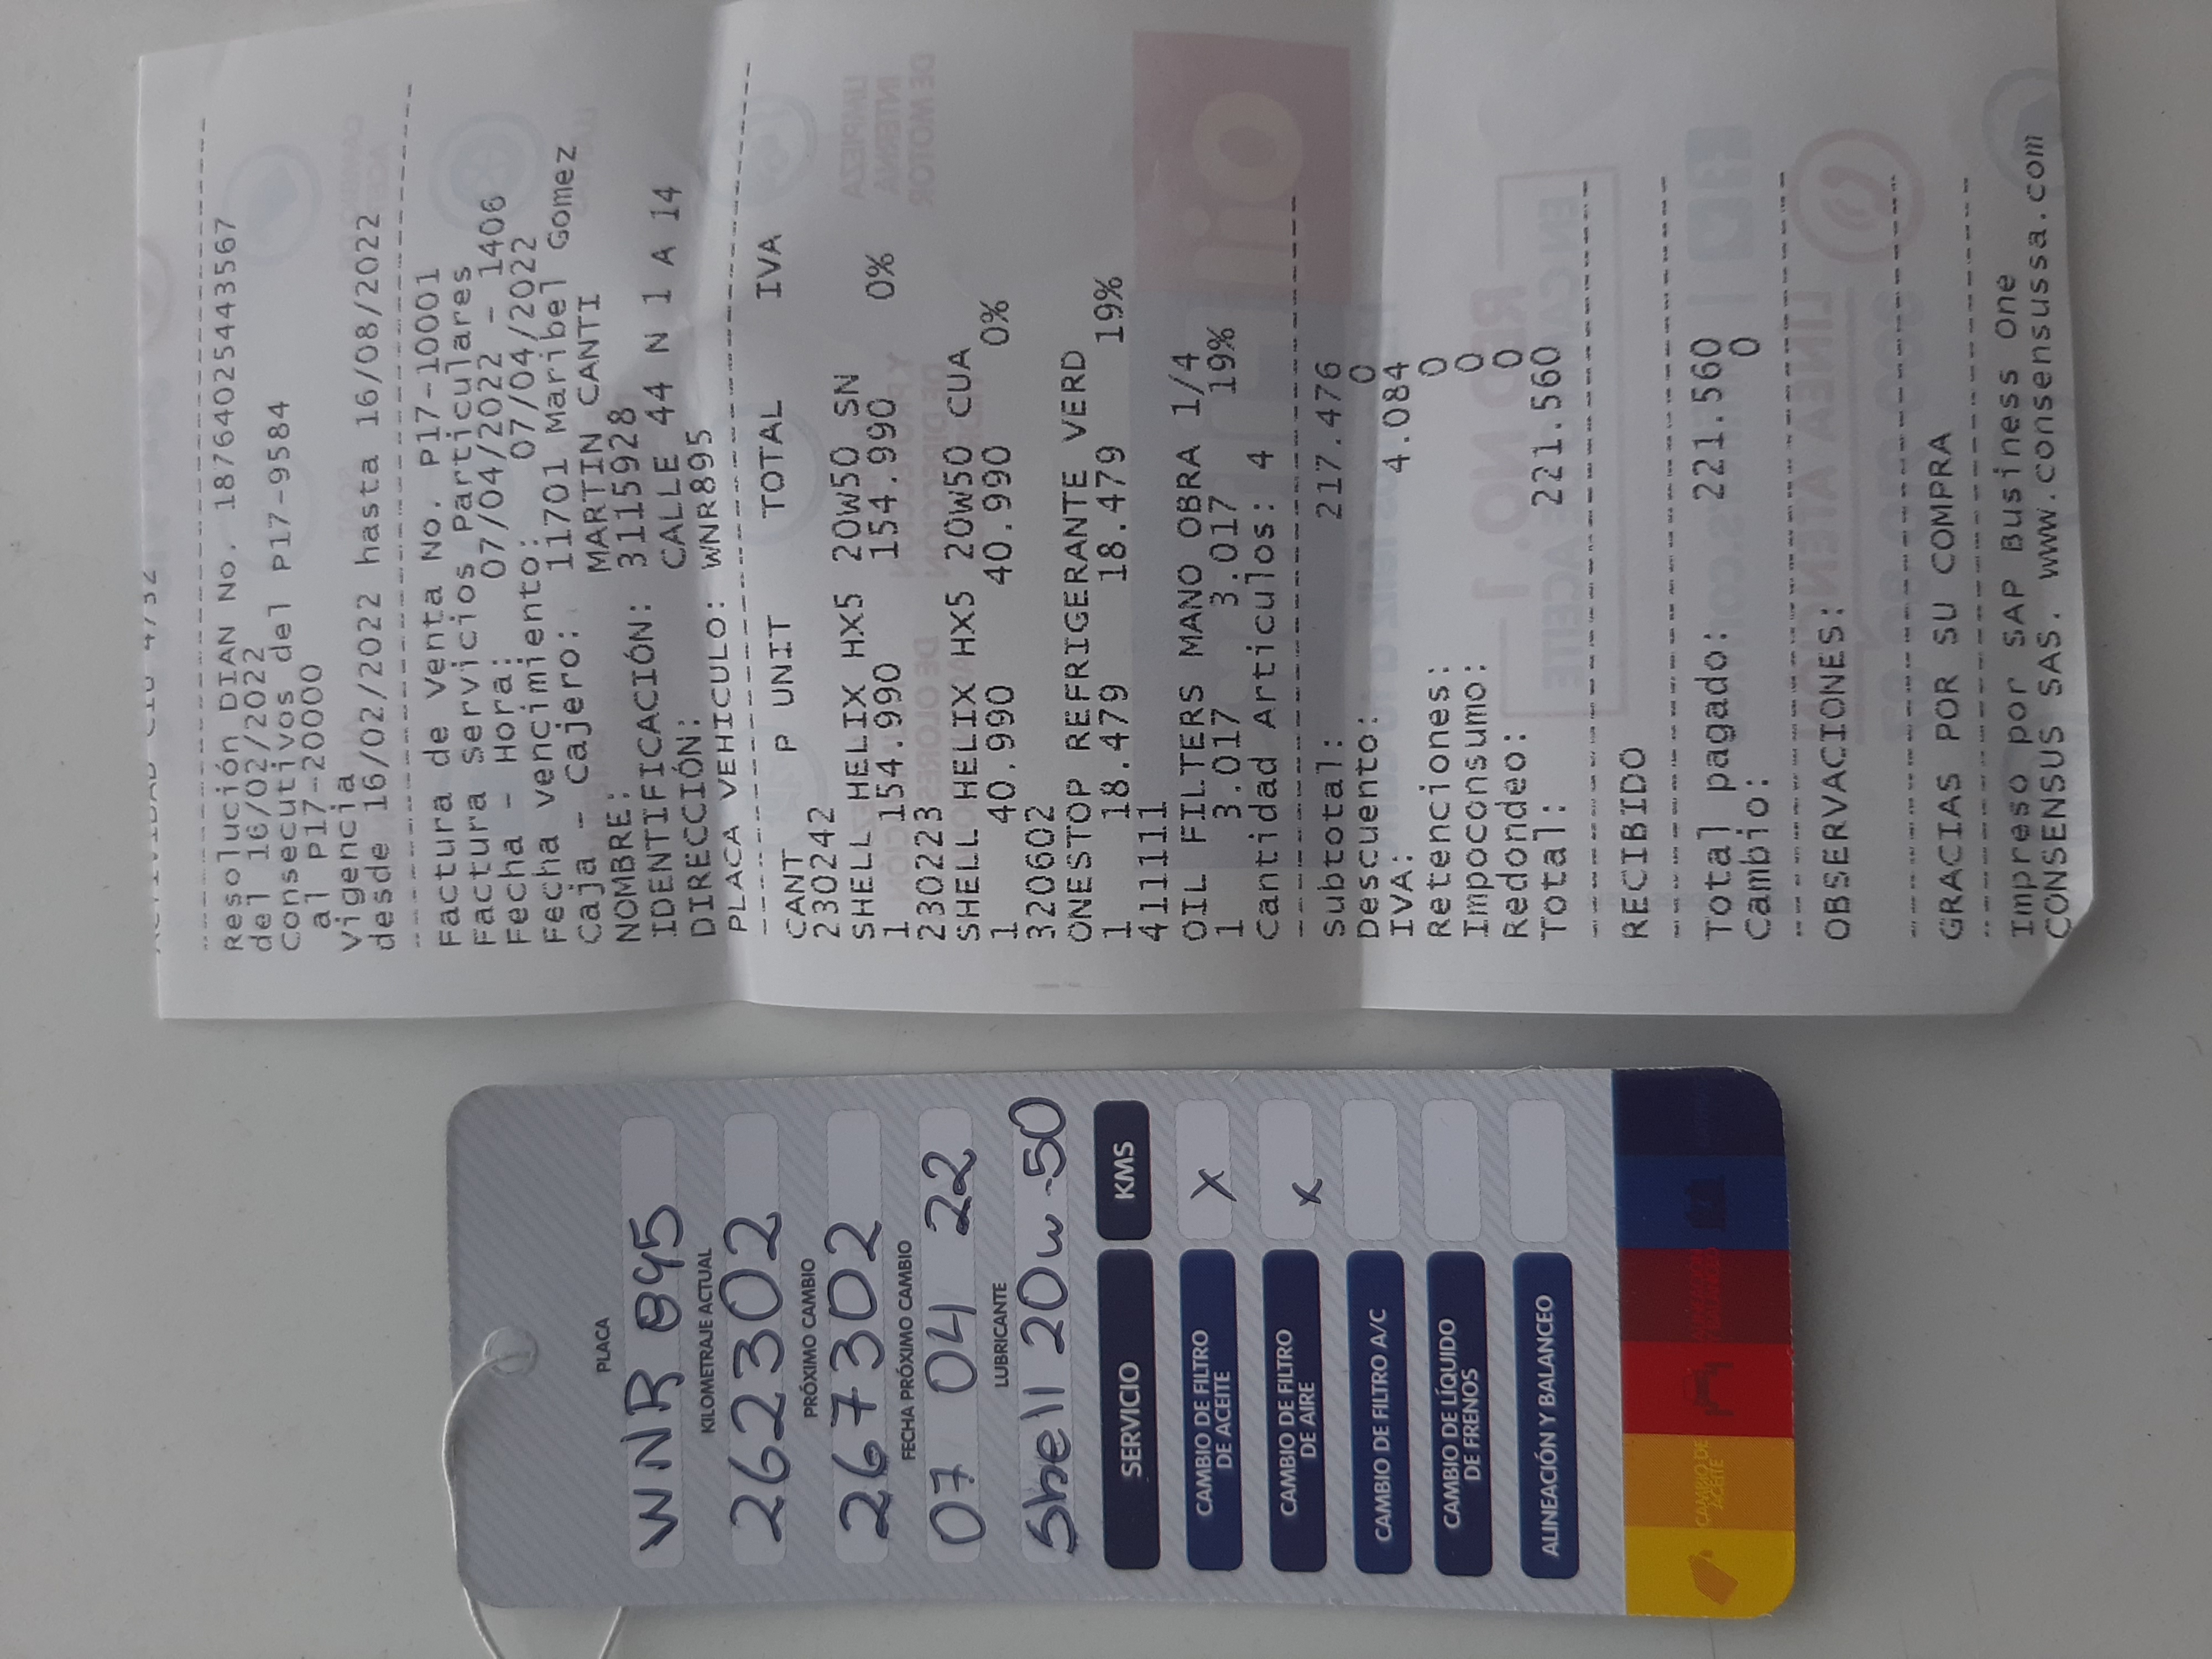 Resolución DIAN No. 18764025443567
del 16/02/2022
Consecutivos del P17-9584
al P17-20000
Vigencia
desde 16/02/2022 hasta 16/08/2022
Factura de Venta No. P17-10001
Factura Servicios Particulares
Fecha - Hora: 07/04/2022 - 1406
Fecha vencimiento: 07/04/2022
Caja - Cajero: 11701 Maribel Gomez
NOMBRE: MARTIN CANTI
IDENTIFICACIÓN: 3115928
DIRECCIÓN: CALLE 44 N 1 A 14
PLACA VEHICULO: WNR895
CANT P UNIT TOTAL IVA
230242
SHELL HELIX HX5 20W50 SN
1 154.990 154.990 0%
230223
SHELL HELIX HX5 20W50 CUA
1 40.990 40.990 0%
320602
ONESTOP REFRIGERANTE VERD
1 18.479 18.479 19%
411111
OIL FILTERS MANO OBRA 1/4
1 3.017 3.017 19%
Cantidad Articulos: 4
Subtotal: 217.476
Descuento: 0
IVA: 4.084
Retenciones: 0
Impoconsumo: 0
Redondeo: 0
Total: 221.560
RECIBIDO
Total pagado: 221.560
Cambio: 0
OBSERVACIONES:
GRACIAS POR SU COMPRA
Impreso por SAP Business One
CONSENSUS SAS. www.consensussa.com
PLACA
WNR 895
KILOMETRAJE ACTUAL
262302
PRÓXIMO CAMBIO
267302
FECHA PRÓXIMO CAMBIO
07 04 22
LUBRICANTE
Shell 20w-50
SERVICIO KMS
CAMBIO DE FILTRO
DE ACEITE X
CAMBIO DE FILTRO
DE AIRE x
CAMBIO DE FILTRO A/C
CAMBIO DE LÍQUIDO
DE FRENOS
ALINEACIÓN Y BALANCEO
CAMBIO DE
ACEITE